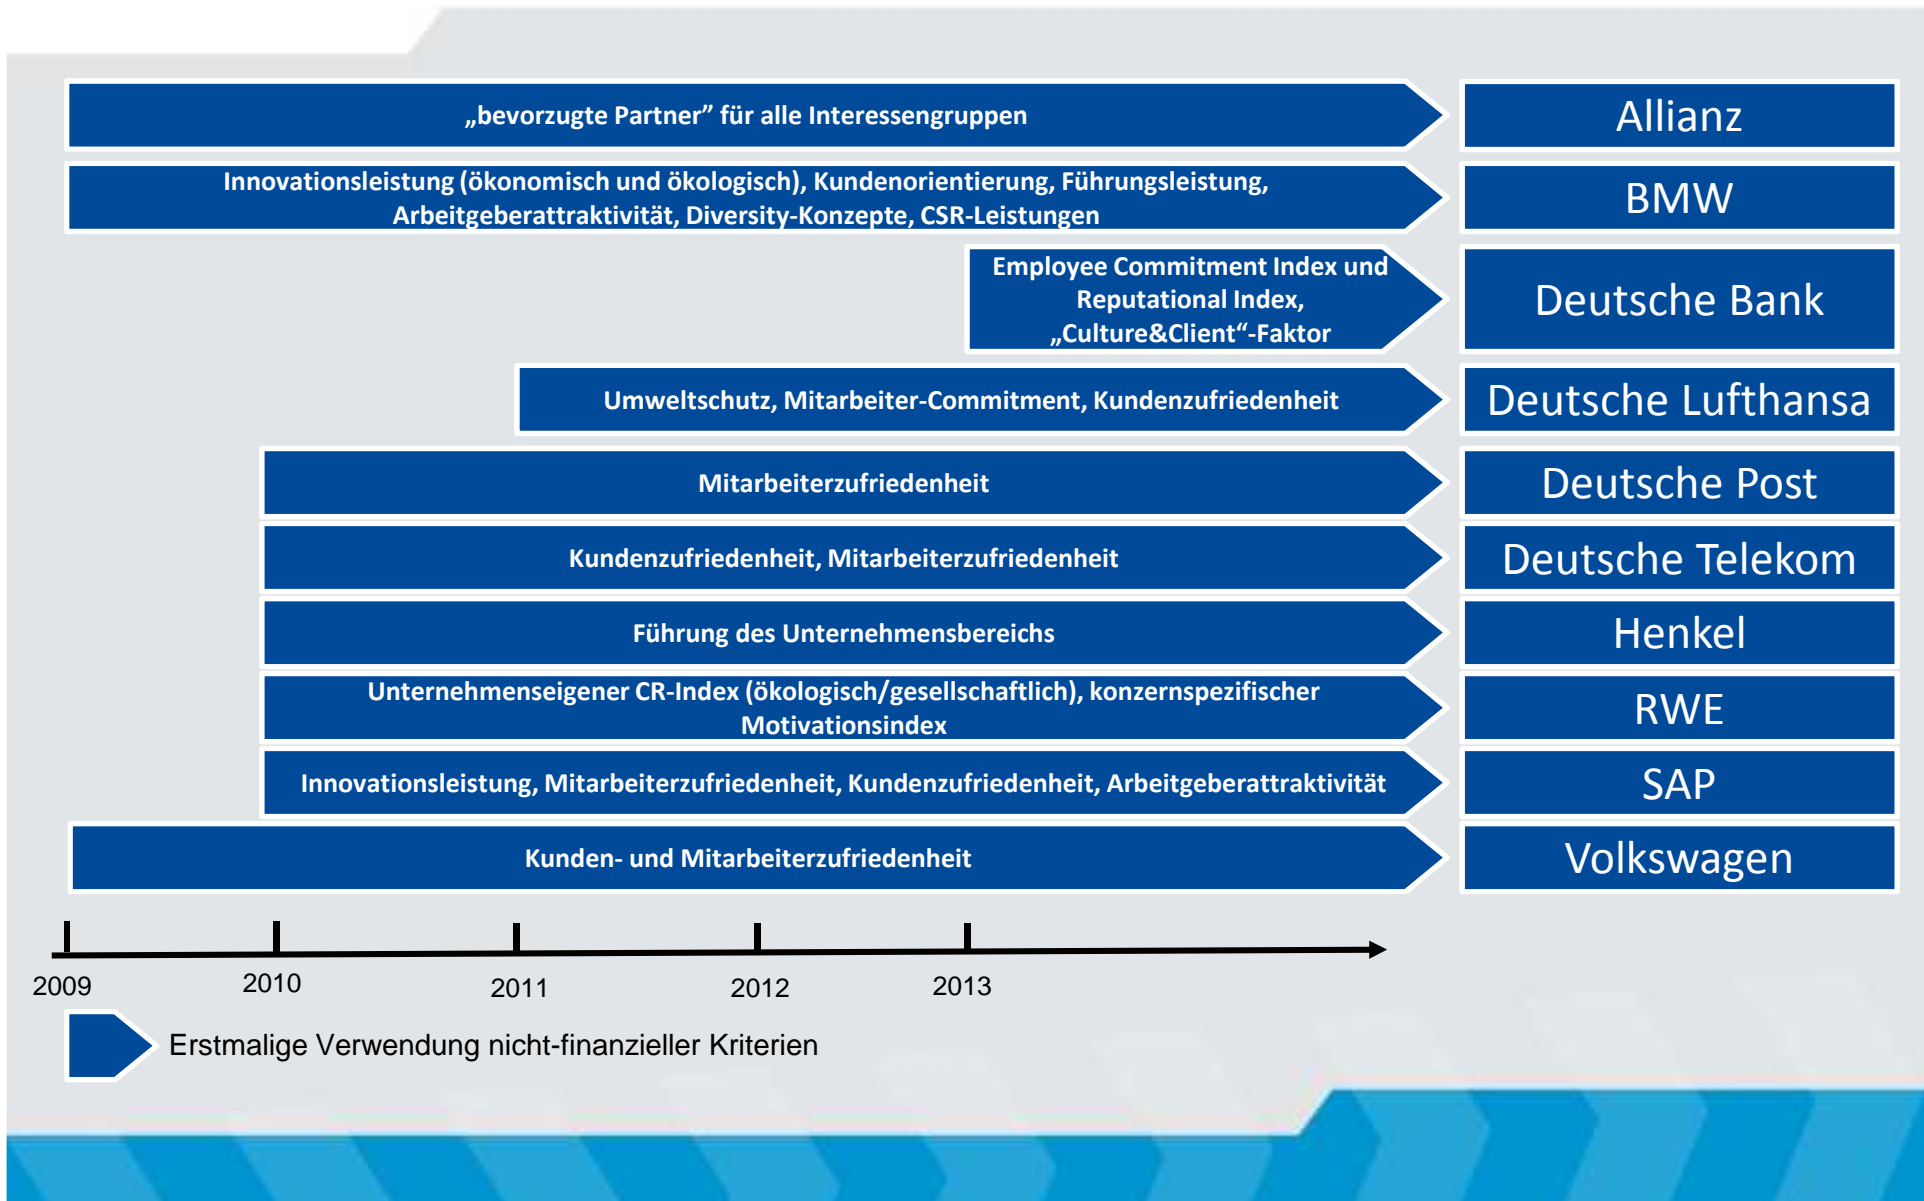 „bevorzugte Partner” für alle Interessengruppen
Allianz
Innovationsleistung (ökonomisch und ökologisch), Kundenorientierung, Führungsleistung,
Arbeitgeberattraktivität, Diversity-Konzepte, CSR-Leistungen
BMW
Employee Commitment Index und
Reputational Index,
„Culture&Client“-Faktor
Deutsche Bank
Umweltschutz, Mitarbeiter-Commitment, Kundenzufriedenheit
Deutsche Lufthansa
Mitarbeiterzufriedenheit
Deutsche Post
Kundenzufriedenheit, Mitarbeiterzufriedenheit
Deutsche Telekom
Führung des Unternehmensbereichs
Henkel
Unternehmenseigener CR-Index (ökologisch/gesellschaftlich), konzernspezifischer
Motivationsindex
RWE
Innovationsleistung, Mitarbeiterzufriedenheit, Kundenzufriedenheit, Arbeitgeberattraktivität
SAP
Kunden- und Mitarbeiterzufriedenheit
Volkswagen
2009
2010
2011
2012
2013
Erstmalige Verwendung nicht-finanzieller Kriterien